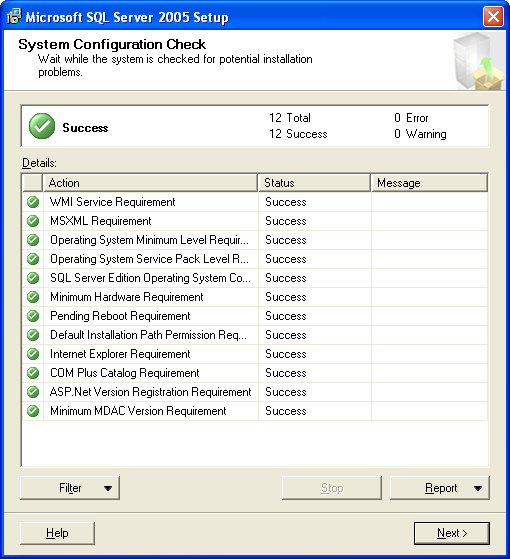 Microsoft SQL Server 2005 Setup
System Configuration Check
Wait while the system is checked for potential installation
problems.
Success
12 Total
0 Error
12 Success
0 Warning
Details:
Action Status Message
WMI Service Requirement Success
MSXML Requirement Success
Operating System Minimum Level Requir... Success
Operating System Service Pack Level R... Success
SQL Server Edition Operating System Co... Success
Minimum Hardware Requirement Success
Pending Reboot Requirement Success
Default Installation Path Permission Req... Success
Internet Explorer Requirement Success
COM Plus Catalog Requirement Success
ASP.Net Version Registration Requirement Success
Minimum MDAC Version Requirement Success
Filter Stop Report
Help Next >